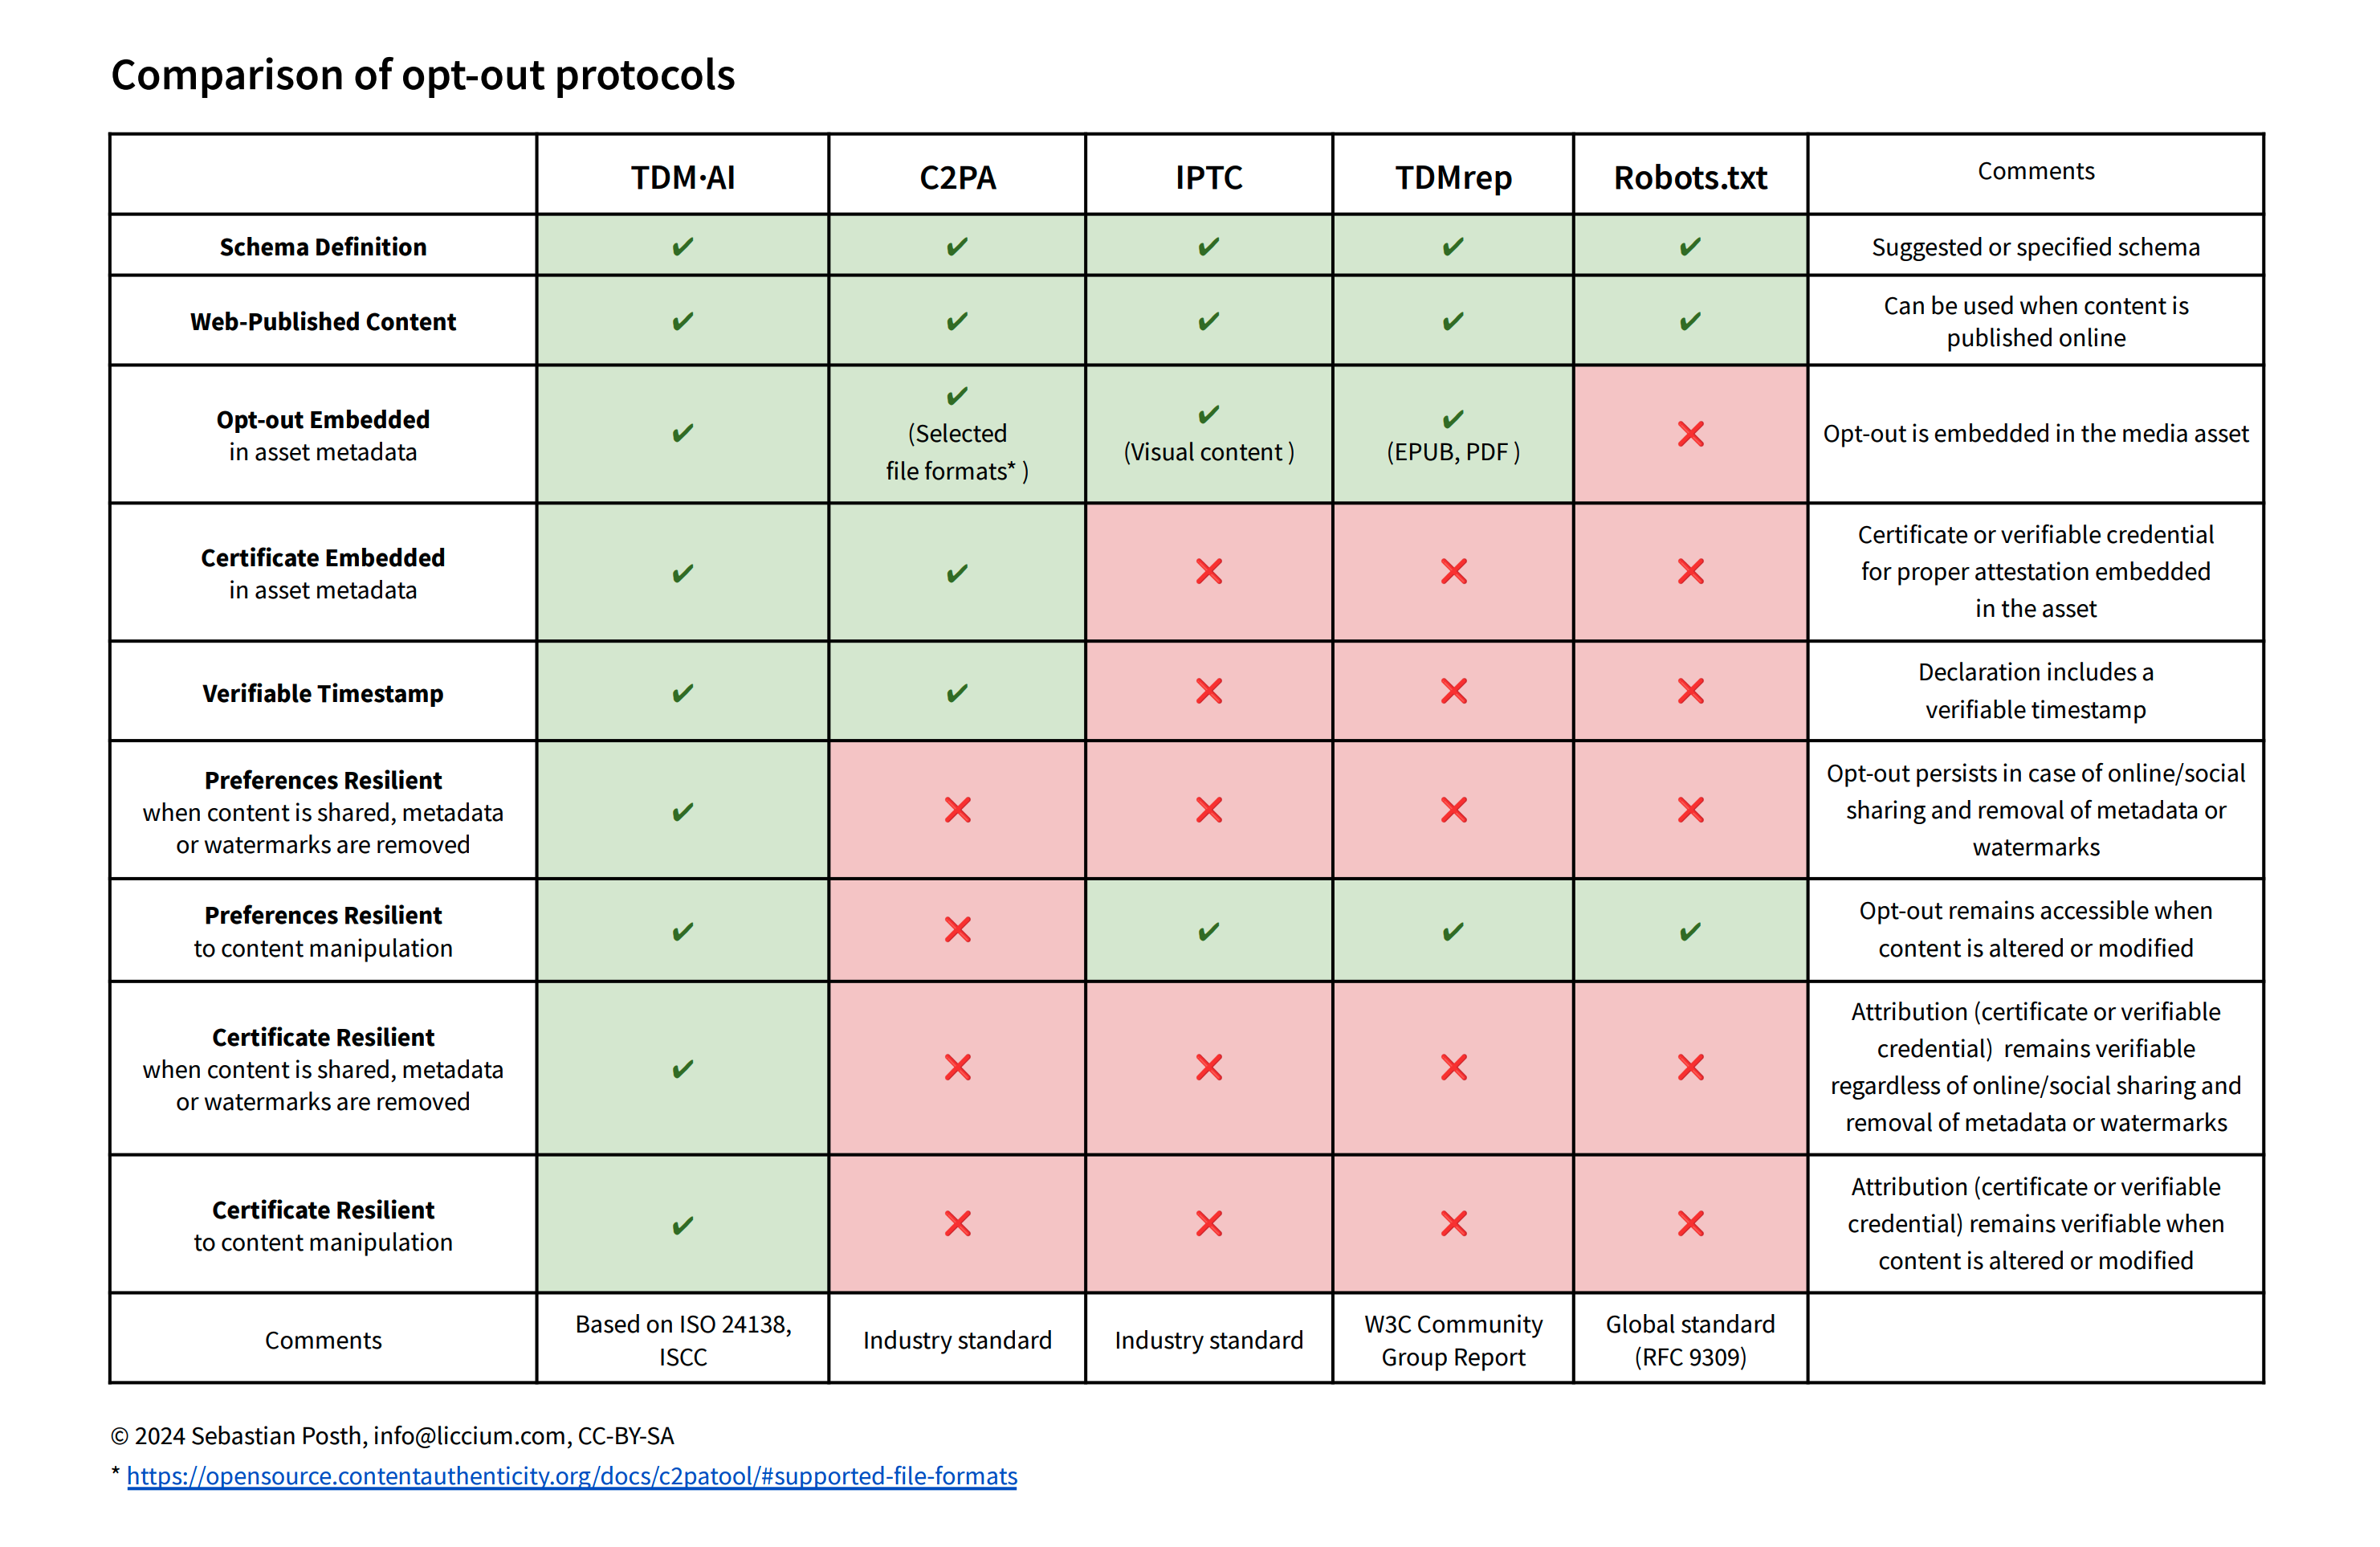 Comparison of opt-out protocols
TDM·AI
C2PA
IPTC
TDMrep
Robots.txt
Comments
Schema Definition
✔
✔
✔
✔
✔
Suggested or specified schema
Web-Published Content
✔
✔
✔
✔
✔
Can be used when content is
published online
Opt-out Embedded
in asset metadata
✔
✔
(Selected
file formats* )
✔
(Visual content )
✔
(EPUB, PDF )
❌
Opt-out is embedded in the media asset
Certificate Embedded
in asset metadata
✔
✔
❌
❌
❌
Certificate or verifiable credential
for proper attestation embedded
in the asset
Verifiable Timestamp
✔
✔
❌
❌
❌
Declaration includes a
verifiable timestamp
Preferences Resilient
when content is shared, metadata
or watermarks are removed
✔
❌
❌
❌
❌
Opt-out persists in case of online/social
sharing and removal of metadata or
watermarks
Preferences Resilient
to content manipulation
✔
❌
✔
✔
✔
Opt-out remains accessible when
content is altered or modified
Certificate Resilient
when content is shared, metadata
or watermarks are removed
✔
❌
❌
❌
❌
Attribution (certificate or verifiable
credential)  remains verifiable
regardless of online/social sharing and
removal of metadata or watermarks
Certificate Resilient
to content manipulation
✔
❌
❌
❌
❌
Attribution (certificate or verifiable
credential) remains verifiable when
content is altered or modified
Comments
Based on ISO 24138,
ISCC
Industry standard
Industry standard
W3C Community
Group Report
Global standard
(RFC 9309)
© 2024 Sebastian Posth, info@liccium.com, CC-BY-SA
* https://opensource.contentauthenticity.org/docs/c2patool/#supported-file-formats